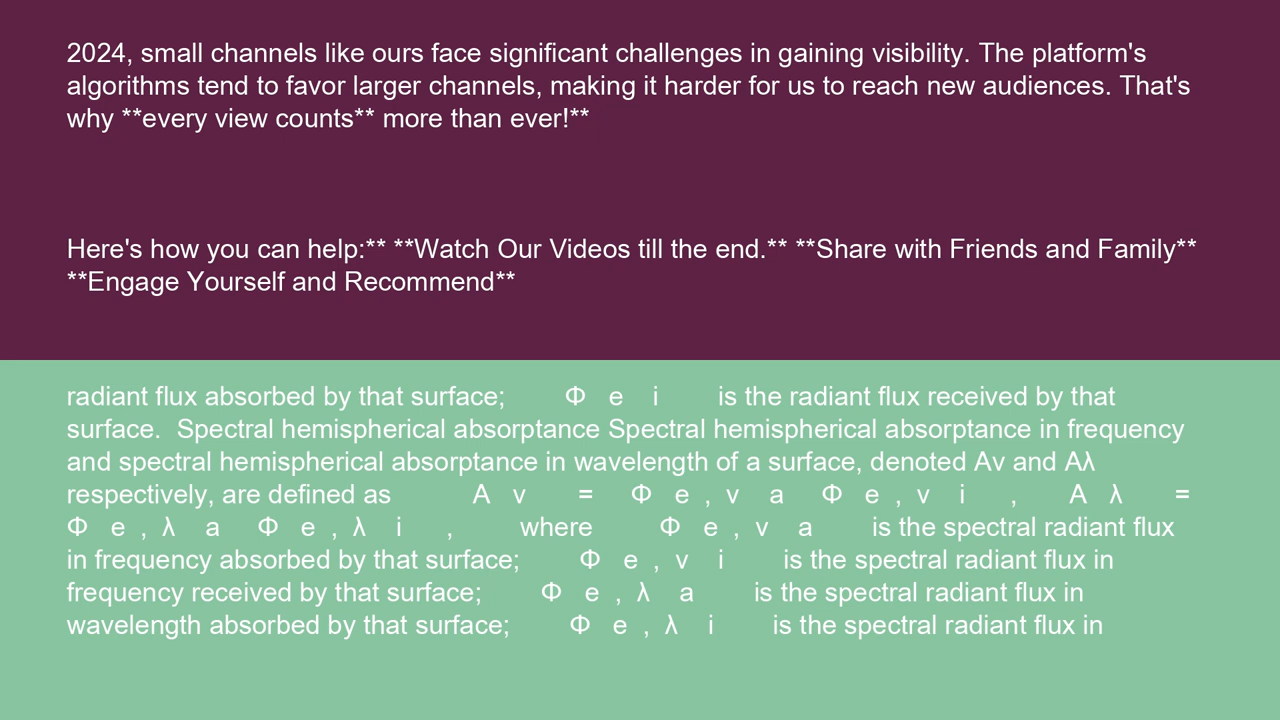 2024, small channels like ours face significant challenges in gaining visibility. The platform's
algorithms tend to favor larger channels, making it harder for us to reach new audiences. That's
why **every view counts** more than ever!**
Here's how you can help:** **Watch Our Videos till the end.** **Share with Friends and Family**
**Engage Yourself and Recommend**
radiant flux absorbed by that surface; Φ e i is the radiant flux received by that
surface. Spectral hemispherical absorptance Spectral hemispherical absorptance in frequency
and spectral hemispherical absorptance in wavelength of a surface, denoted Aν and Aλ
respectively, are defined as A ν = Φ e , ν a Φ e , ν i , A λ =
Φ e , λ a Φ e , λ i , where Φ e , ν a is the spectral radiant flux
in frequency absorbed by that surface; Φ e , ν i is the spectral radiant flux in
frequency received by that surface; Φ e , λ a is the spectral radiant flux in
wavelength absorbed by that surface; Φ e , λ i is the spectral radiant flux in